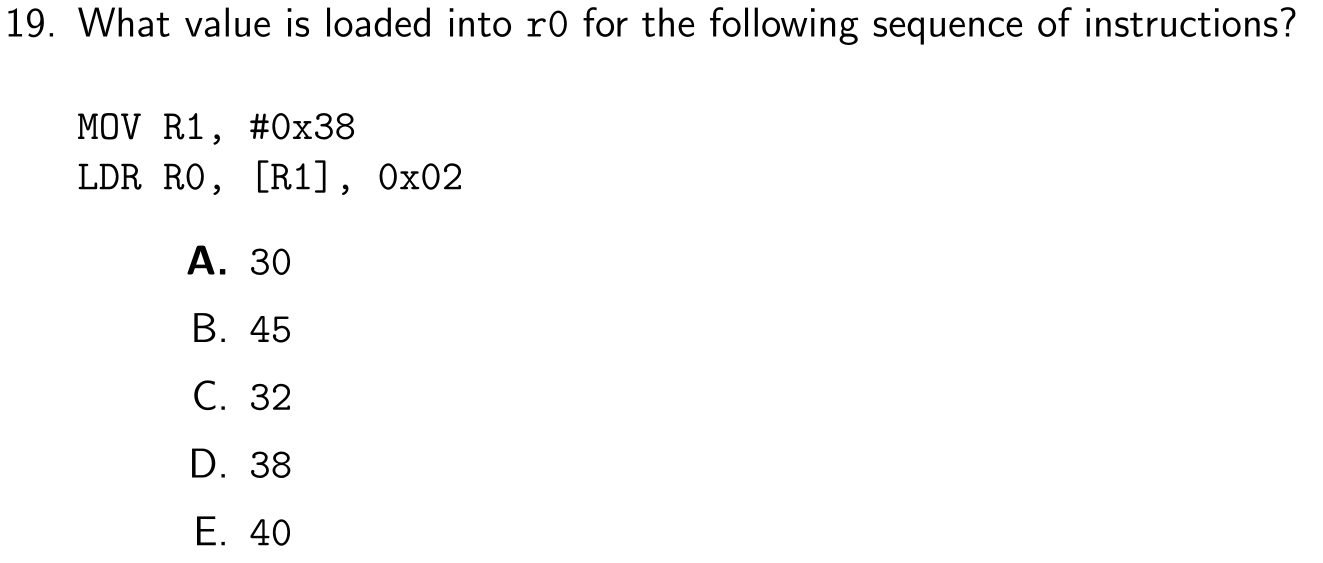 19. What value is loaded into r0 for the following sequence of instructions?
MOV R1, #0x38
LDR R0, [R1], 0x02
A. 30
B. 45
C. 32
D. 38
E. 40